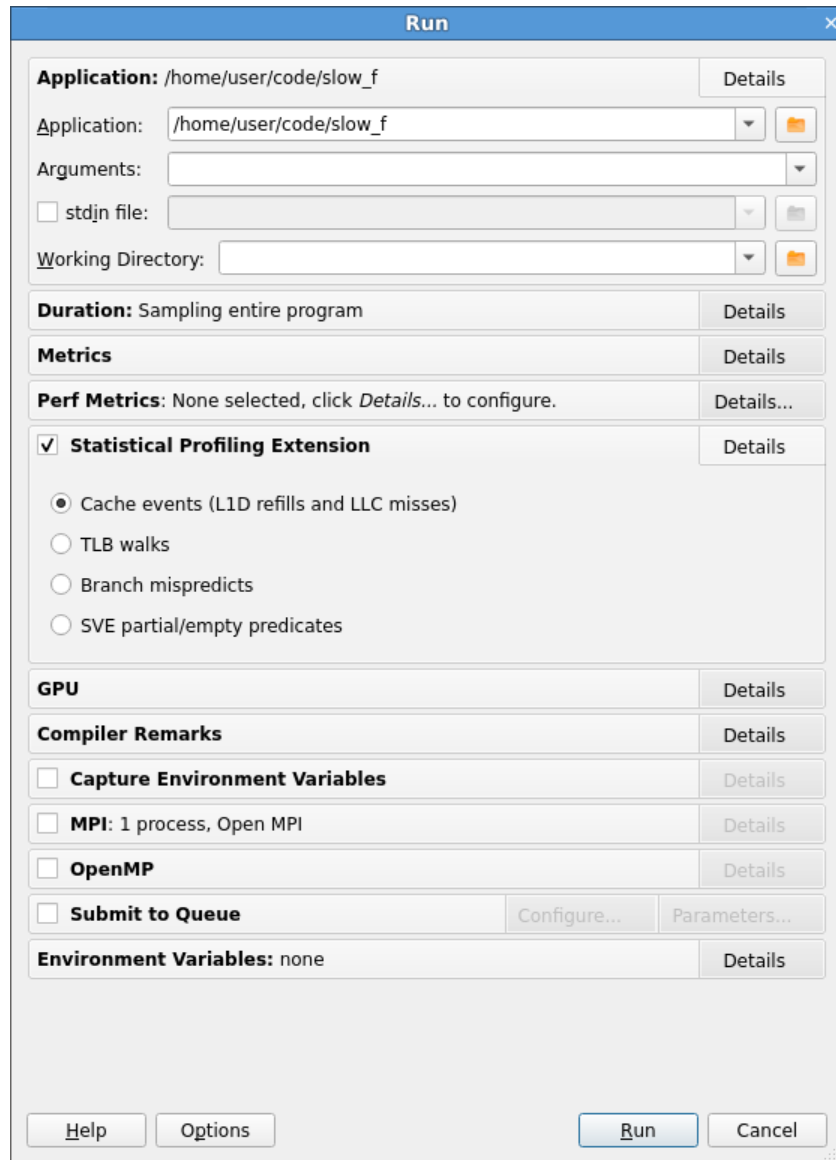 Run
Application: /home/user/code/slow_f Details
Application: /home/user/code/slow_f
Arguments:
stdin file:
Working Directory:
Duration: Sampling entire program Details
Metrics Details
Perf Metrics: None selected, click Details... to configure. Details...
Statistical Profiling Extension Details
Cache events (L1D refills and LLC misses)
TLB walks
Branch mispredicts
SVE partial/empty predicates
GPU Details
Compiler Remarks Details
Capture Environment Variables Details
MPI: 1 process, Open MPI Details
OpenMP Details
Submit to Queue Configure... Parameters...
Environment Variables: none Details
Help Options Run Cancel